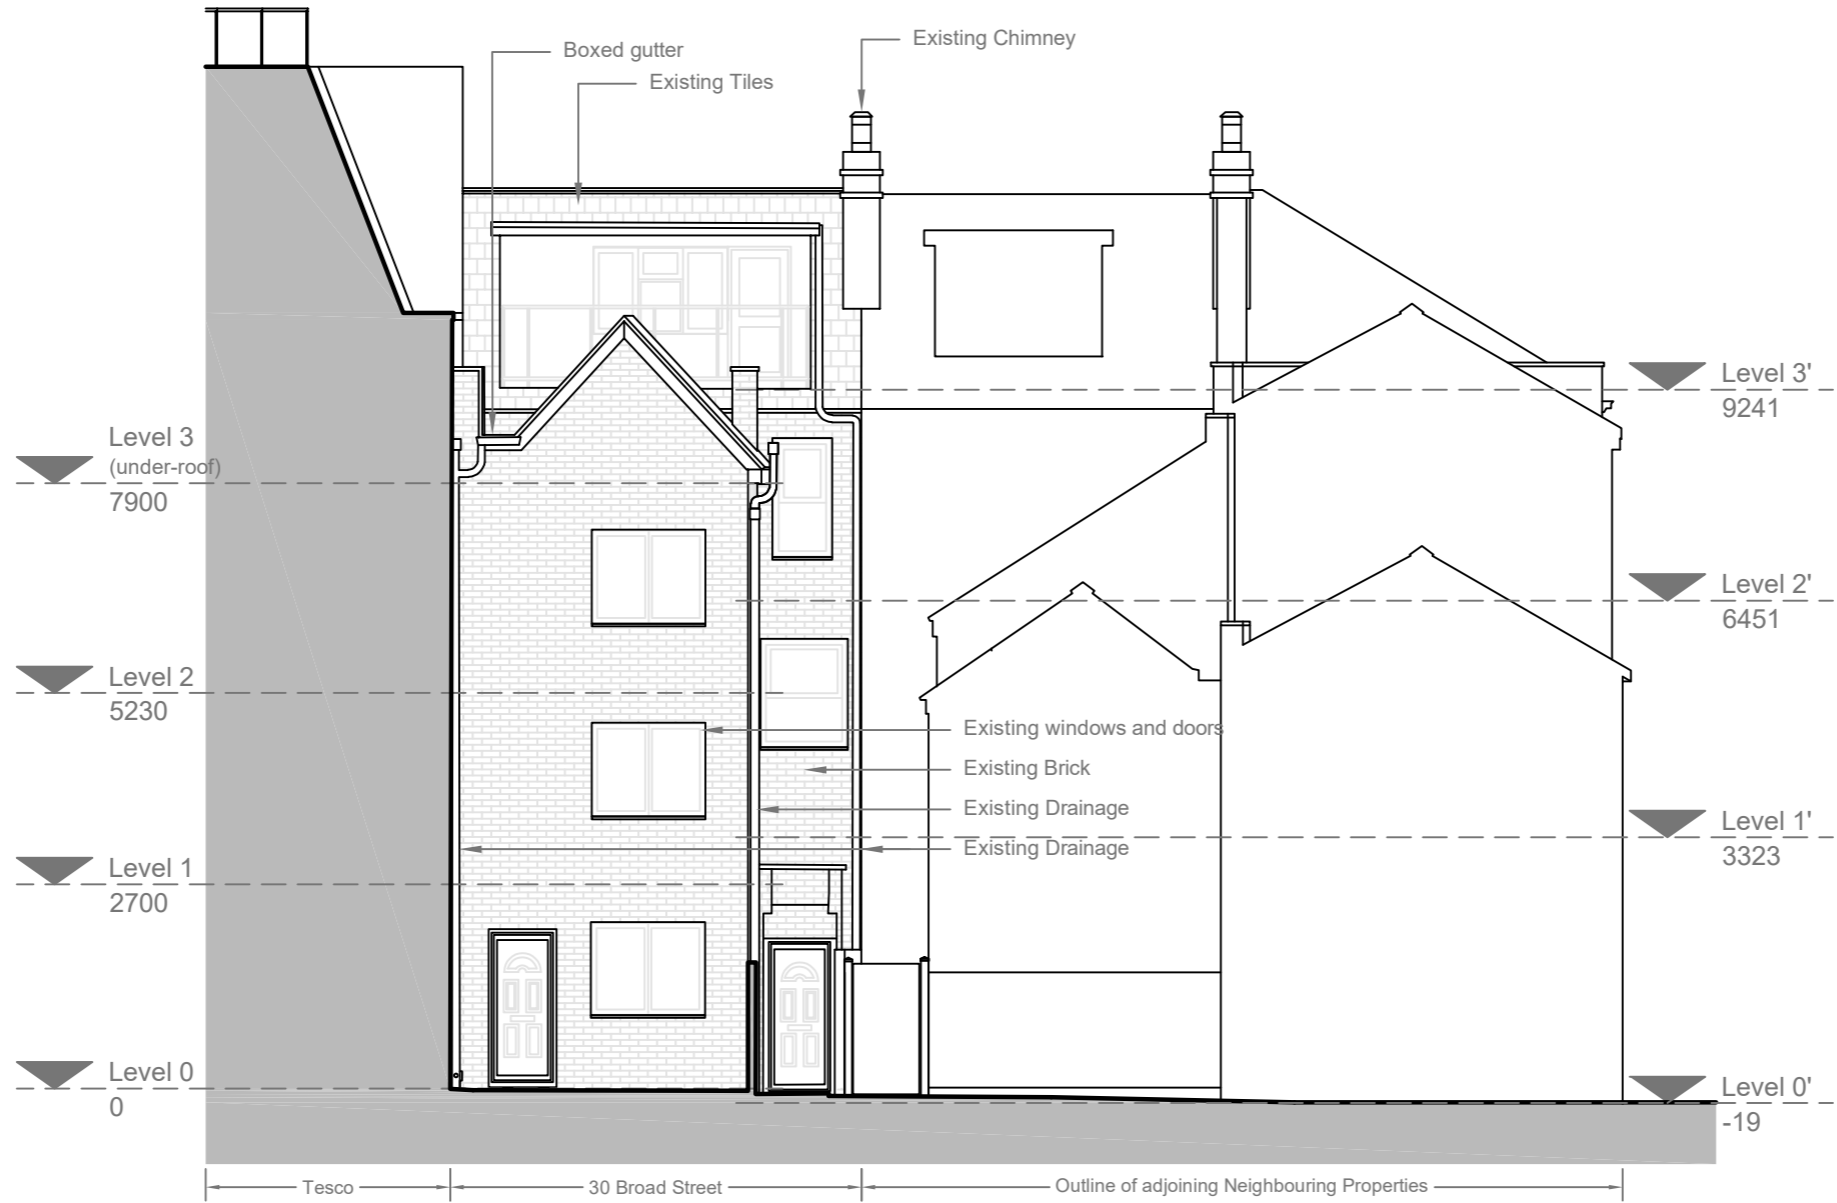 Boxed gutter
Existing Tiles
Existing Chimney
Level 3
(under-roof)
7900
Level 2
5230
Level 1
2700
Level 0
0
Level 3'
9241
Level 2'
6451
Level 1'
3323
Level 0'
-19
Existing windows and doors
Existing Brick
Existing Drainage
Existing Drainage
Tesco
30 Broad Street
Outline of adjoining Neighbouring Properties